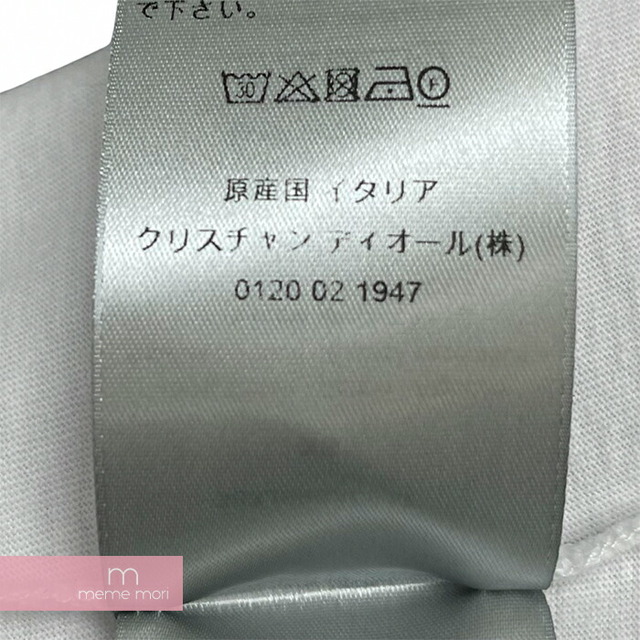 で下さい。
30 F
原産国 イタリア
クリスチャン ディオール(株)
0120 02 1947
m
meme mori